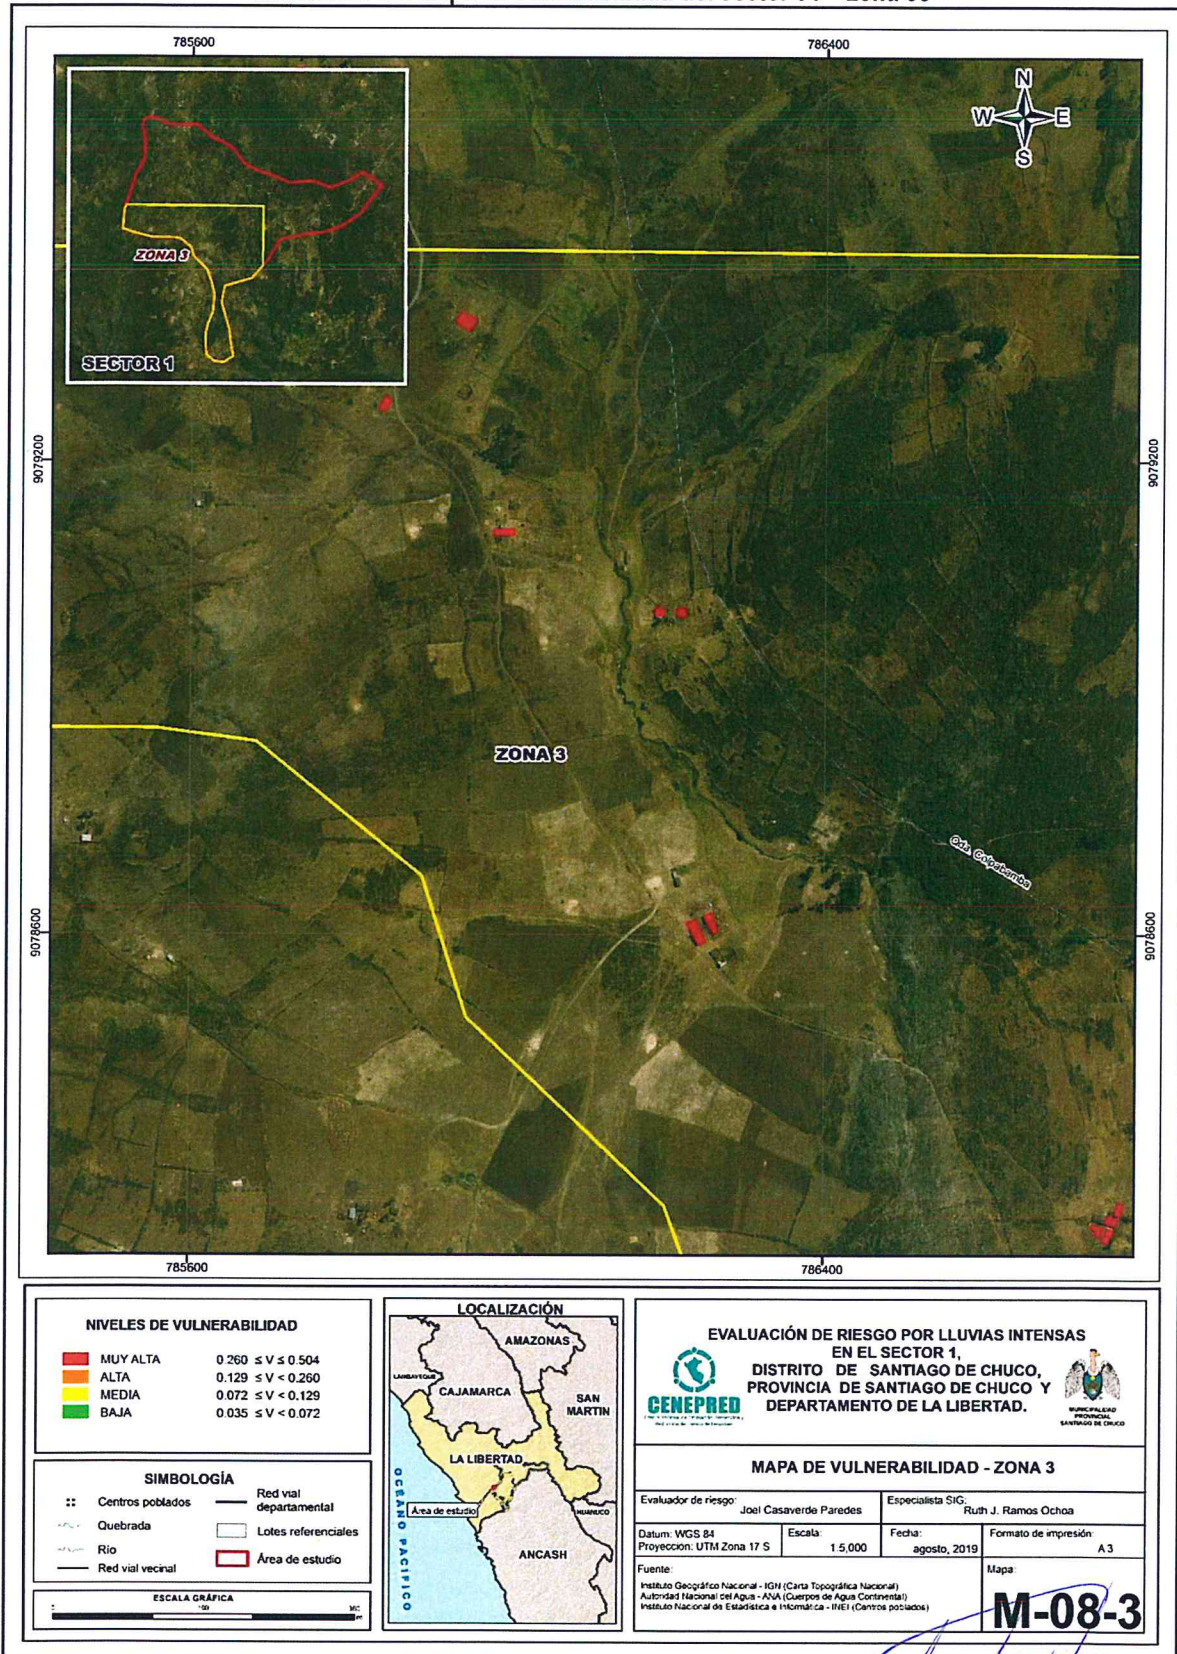 785600
786400
N
W
E
S
ZONA 3
SECTOR 1
9079200
9079200
ZONA 3
Qda. Colpabamba
9078600
9078600
785600
786400
NIVELES DE VULNERABILIDAD
MUY ALTA 0.260 ≤ V ≤ 0.504
ALTA 0.129 ≤ V < 0.260
MEDIA 0.072 ≤ V < 0.129
BAJA 0.035 ≤ V < 0.072
SIMBOLOGÍA
Centros poblados
Quebrada
Rio
Red vial vecinal
Red vial
departamental
Lotes referenciales
Área de estudio
ESCALA GRÁFICA
LOCALIZACIÓN
AMAZONAS
LAMBAYEQUE
CAJAMARCA
SAN
MARTIN
LA LIBERTAD
Área de estudio
HUANUCO
ANCASH
OCÉANO PACIFICO
EVALUACIÓN DE RIESGO POR LLUVIAS INTENSAS
EN EL SECTOR 1,
DISTRITO DE SANTIAGO DE CHUCO,
PROVINCIA DE SANTIAGO DE CHUCO Y
DEPARTAMENTO DE LA LIBERTAD.
CENEPRED
MUNICIPALIDAD
PROVINCIAL
SANTIAGO DE CHUCO
MAPA DE VULNERABILIDAD - ZONA 3
Evaluador de riesgo:
Joel Casaverde Paredes
Especialista SIG:
Ruth J. Ramos Ochoa
Datum: WGS 84
Proyección: UTM Zona 17 S
Escala:
1:5,000
Fecha:
agosto, 2019
Formato de impresión:
A3
Fuente:
Instituto Geográfico Nacional - IGN (Carta Topográfica Nacional)
Autoridad Nacional del Agua - ANA (Cuerpos de Agua Continental)
Instituto Nacional de Estadística e Informática - INEI (Centros poblados)
Mapa:
M-08-3